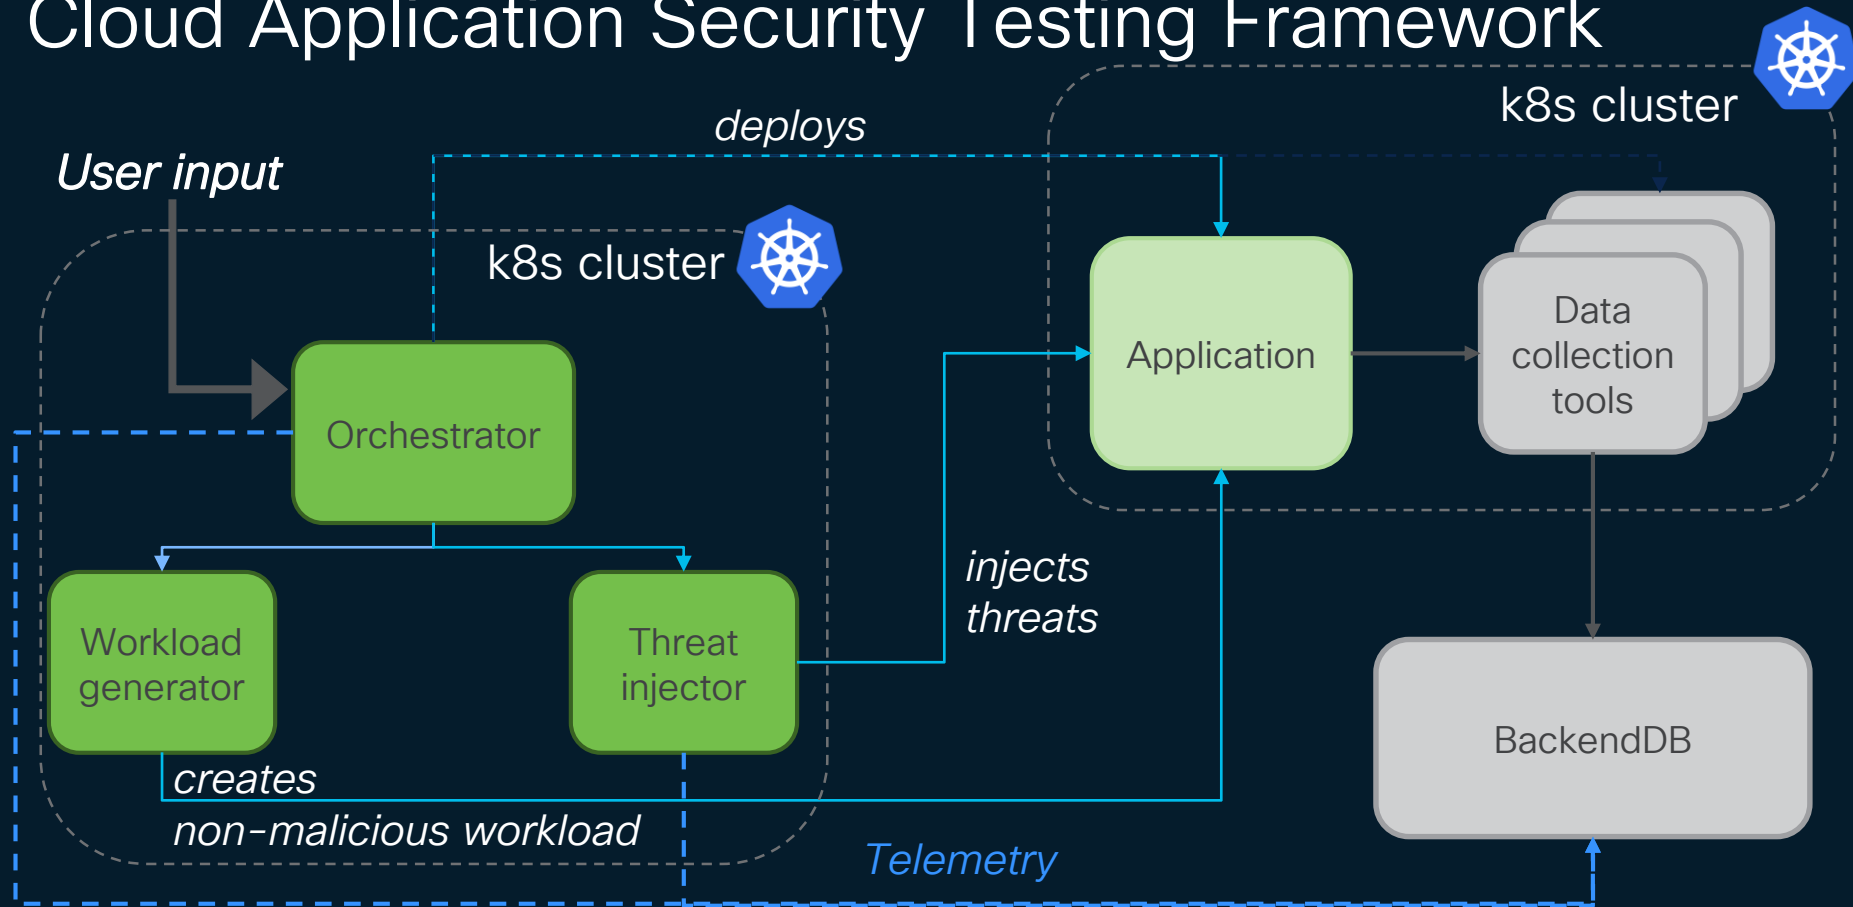 Cloud Application Security Testing Framework
k8s cluster
deploys
User input
k8s cluster
Data
collection
tools
Application
Orchestrator
injects
threats
Workload
generator
Threat
injector
BackendDB
creates
non-malicious workload
Telemetry